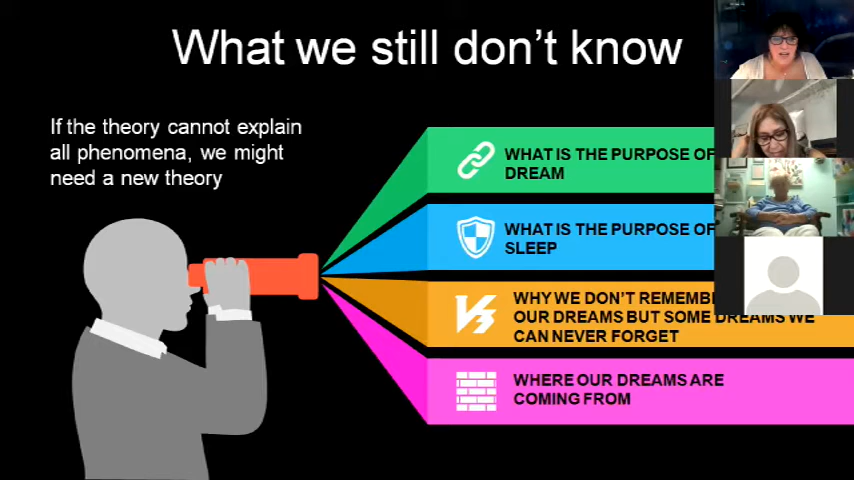 What we still don't know
If the theory cannot explain
all phenomena, we might
need a new theory
WHAT IS THE PURPOSE OF
DREAM
WHAT IS THE PURPOSE OF
SLEEP
WHY WE DON'T REMEMB
OUR DREAMS BUT SOME DREAMS WE
CAN NEVER FORGET
WHERE OUR DREAMS ARE
COMING FROM